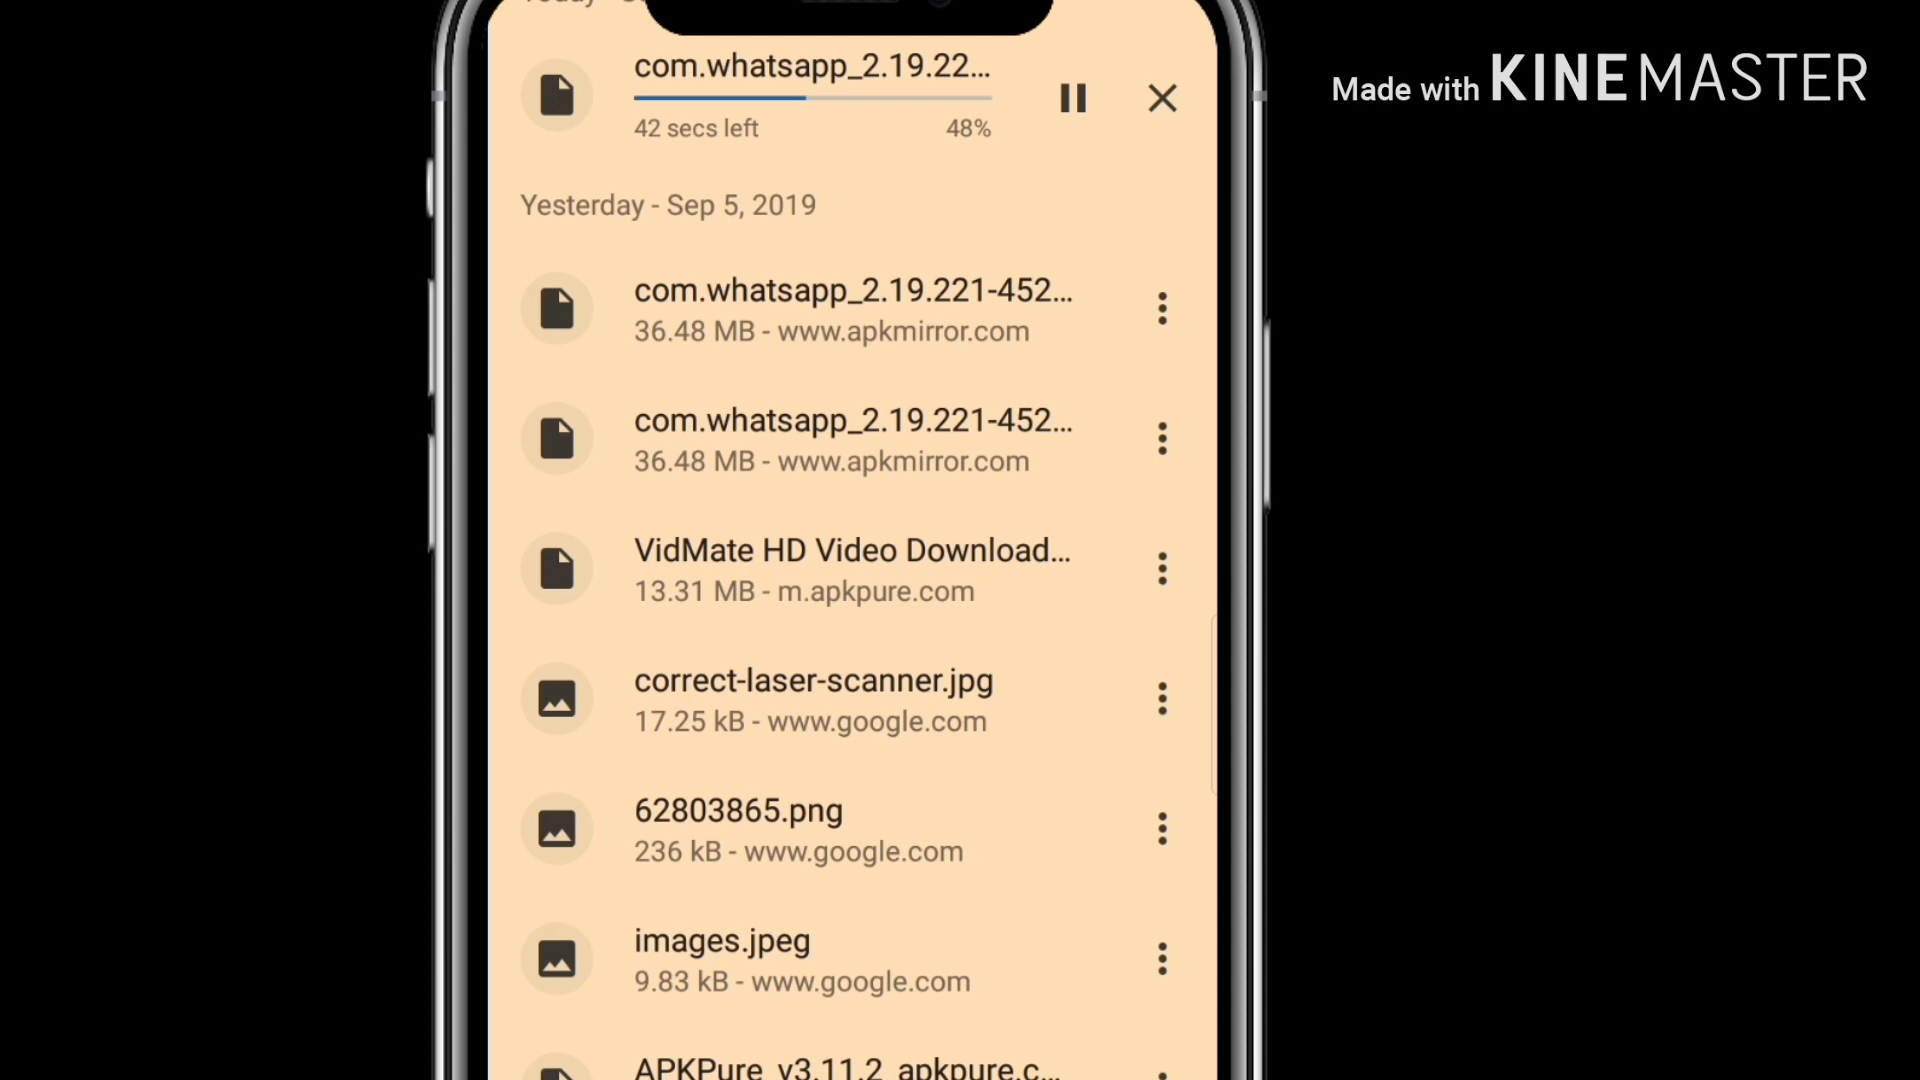 Made with KINEMASTER
com.whatsapp_2.19.22...
42 secs left 48%
Yesterday - Sep 5, 2019
com.whatsapp_2.19.221-452...
36.48 MB - www.apkmirror.com
com.whatsapp_2.19.221-452...
36.48 MB - www.apkmirror.com
VidMate HD Video Download...
13.31 MB - m.apkpure.com
correct-laser-scanner.jpg
17.25 kB - www.google.com
62803865.png
236 kB - www.google.com
images.jpeg
9.83 kB - www.google.com
APKPure_v3.11.2_apkpure.c...